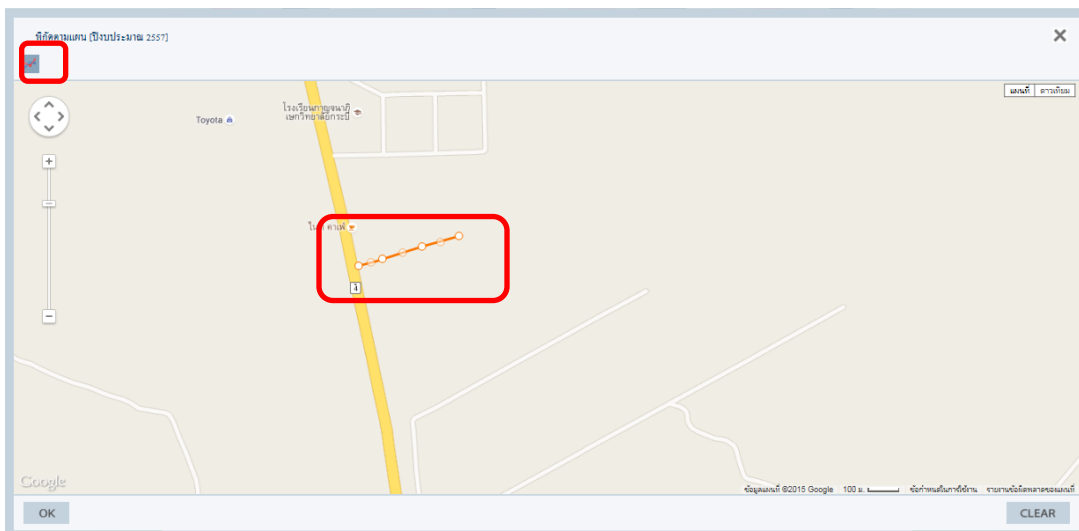 พิกัดตามแผน [ปีงบประมาณ 2557]
แผนที่ ดาวเทียม
โรงเรียนกาญจนาภิ
เษกวิทยาลัยกระบี่
Toyota
คาเฟ่
4
Google
ข้อมูลแผนที่ ©2015 Google 100 ม. ข้อกำหนดในการใช้งาน รายงานข้อผิดพลาดของแผนที่
OK CLEAR